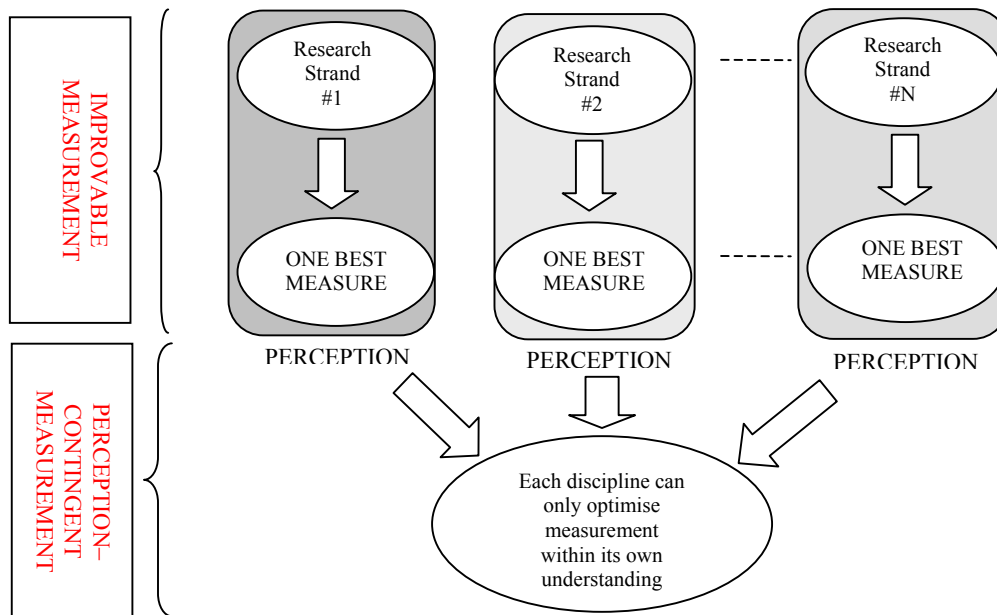 IMPROVABLE
MEASUREMENT
Research
Strand
#1
Research
Strand
#2
Research
Strand
#N
ONE BEST
MEASURE
ONE BEST
MEASURE
ONE BEST
MEASURE
PERCEPTION
PERCEPTION
PERCEPTION
PERCEPTION–
CONTINGENT
MEASUREMENT
Each discipline can
only optimise
measurement
within its own
understanding